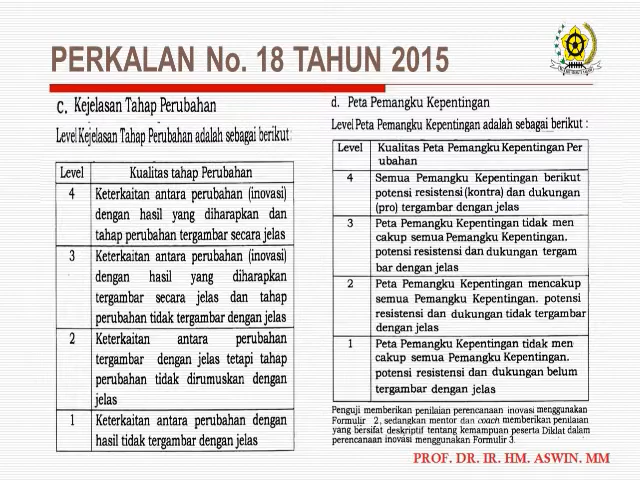 PERKALAN No. 18 TAHUN 2015
c. Kejelasan Tahap Perubahan
Level Kejelasan Tahap Perubahan adalah sebagai berikut
Level Kualitas tahap Perubahan
4 Keterkaitan antara perubahan (inovasi)
dengan hasil yang diharapkan dan
tahap perubahan tergambar secara jelas
3 Keterkaitan antara perubahan (inovasi)
dengan hasil yang diharapkan
tergambar secara jelas dan tahap
perubahan tidak tergambar dengan jelas
2 Keterkaitan antara perubahan
tergambar dengan jelas tetapi tahap
perubahan tidak dirumuskan dengan
jelas
1 Keterkaitan antara perubahan dengan
hasil tidak tergambar dengan jelas
d. Peta Pemangku Kepentingan
Level Peta Pemangku Kepentingan adalah sebagai berikut :
Level Kualitas Peta Pemangku Kepentingan Per
ubahan
4 Semua Pemangku Kepentingan berikut
potensi resistensi (kontra) dan dukungan
(pro) tergambar dengan jelas
3 Peta Pemangku Kepentingan tidak men
cakup semua Pemangku Kepentingan.
potensi resistensi dan dukungan tergam
bar dengan jelas
2 Peta Pemangku Kepentingan mencakup
semua Pemangku Kepentingan. potensi
resistensi dan dukungan tidak tergambar
dengan jelas
1 Peta Pemangku Kepentingan tidak men
cakup semua Pemangku Kepentingan.
potensi resistensi dan dukungan belum
tergambar dengan jelas
Penguji memberikan penilaian perencanaan inovasi menggunakan
Formulir 2, sedangkan mentor dan coach memberikan penilaian
yang bersifat deskriptif tentang kemampuan peserta Diklat dalam
perencanaan inovasi menggunakan Formulir 3.
PROF. DR. IR. HM. ASWIN. MM